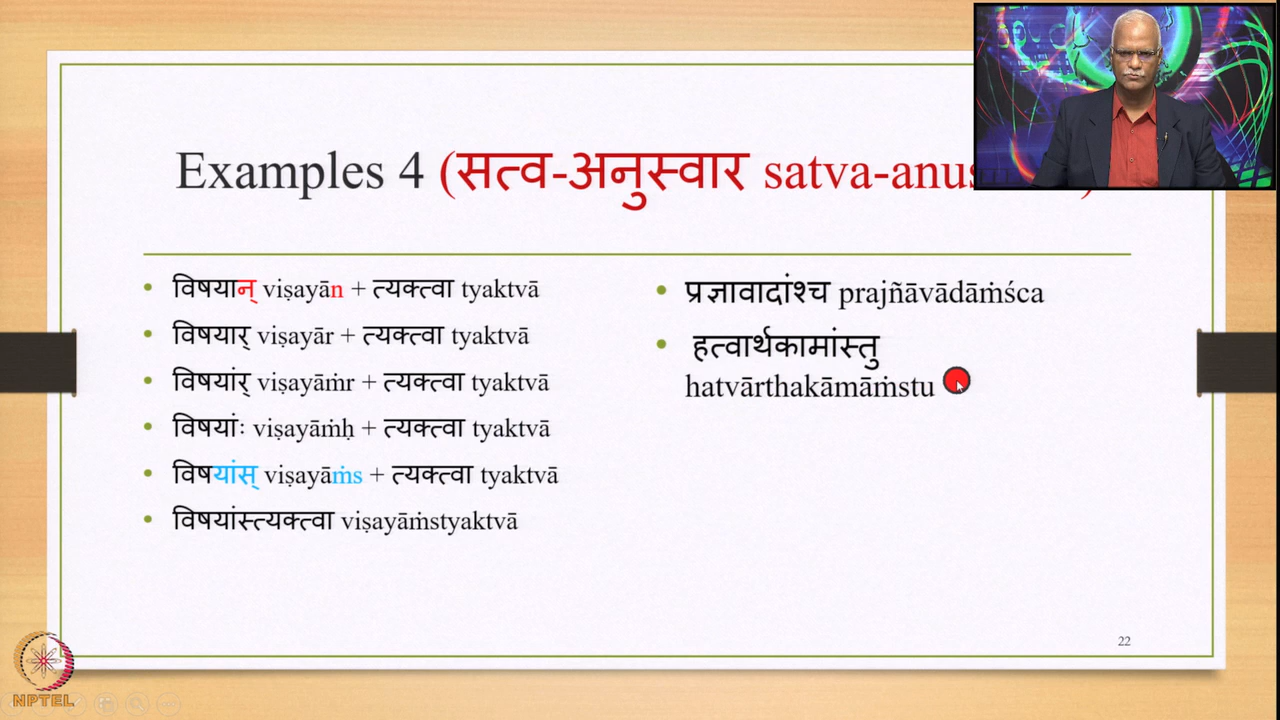 Examples 4 (सत्व-अनुस्वार satva-
विषयान् viṣayān + त्यक्त्वा tyaktvā
विषयार् viṣayār + त्यक्त्वा tyaktvā
विषयांर् viṣayāṁr + त्यक्त्वा tyaktvā
विषयांः viṣayāṁḥ + त्यक्त्वा tyaktvā
विषयांस् viṣayāṁs + त्यक्त्वा tyaktvā
विषयांस्त्यक्त्वा viṣayāṁstyaktvā
प्रज्ञावादांश्च prajñāvādāṁśca
हत्वार्थकामांस्तु
hatvārthakāmāṁstu
22
NPTEL